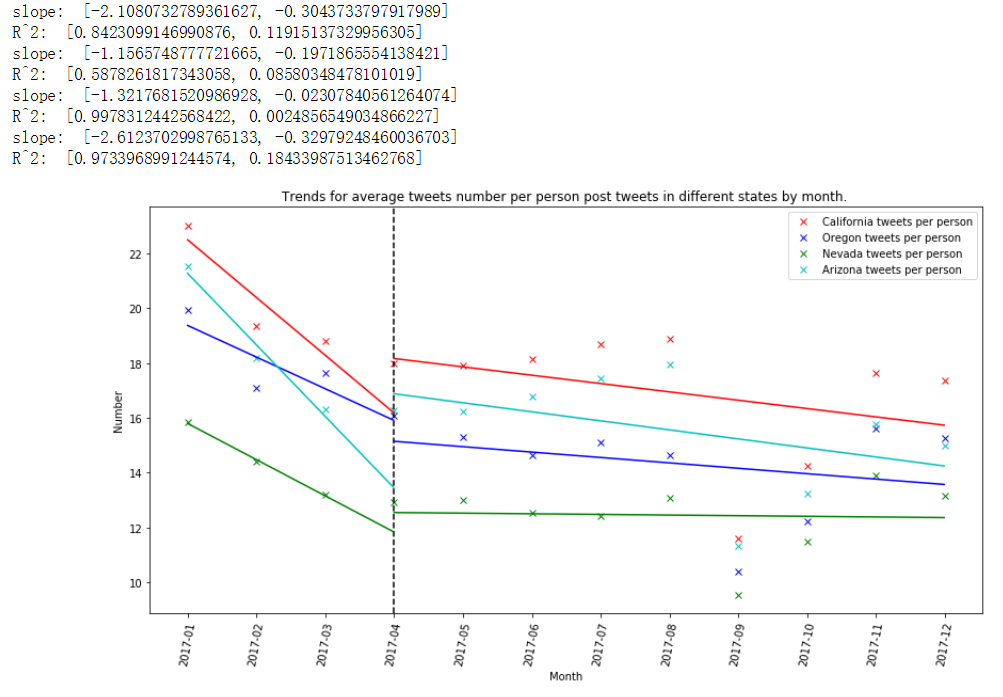 slope:  [-2.1080732789361627, -0.3043733797917989]
R^2:  [0.8423099146990876, 0.11915137329956305]
slope:  [-1.1565748777721665, -0.1971865554138421]
R^2:  [0.5878261817343058, 0.08580348478101019]
slope:  [-1.3217681520986928, -0.02307840561264074]
R^2:  [0.9978312442568422, 0.0024856549034866227]
slope:  [-2.6123702998765133, -0.32979248460036703]
R^2:  [0.9733968991244574, 0.18433987513462768]
Trends for average tweets number per person post tweets in different states by month.
California tweets per person
Oregon tweets per person
Nevada tweets per person
Arizona tweets per person
22
20
18
16
14
12
10
Number
2017-01
2017-02
2017-03
2017-04
2017-05
2017-06
2017-07
2017-08
2017-09
2017-10
2017-11
2017-12
Month